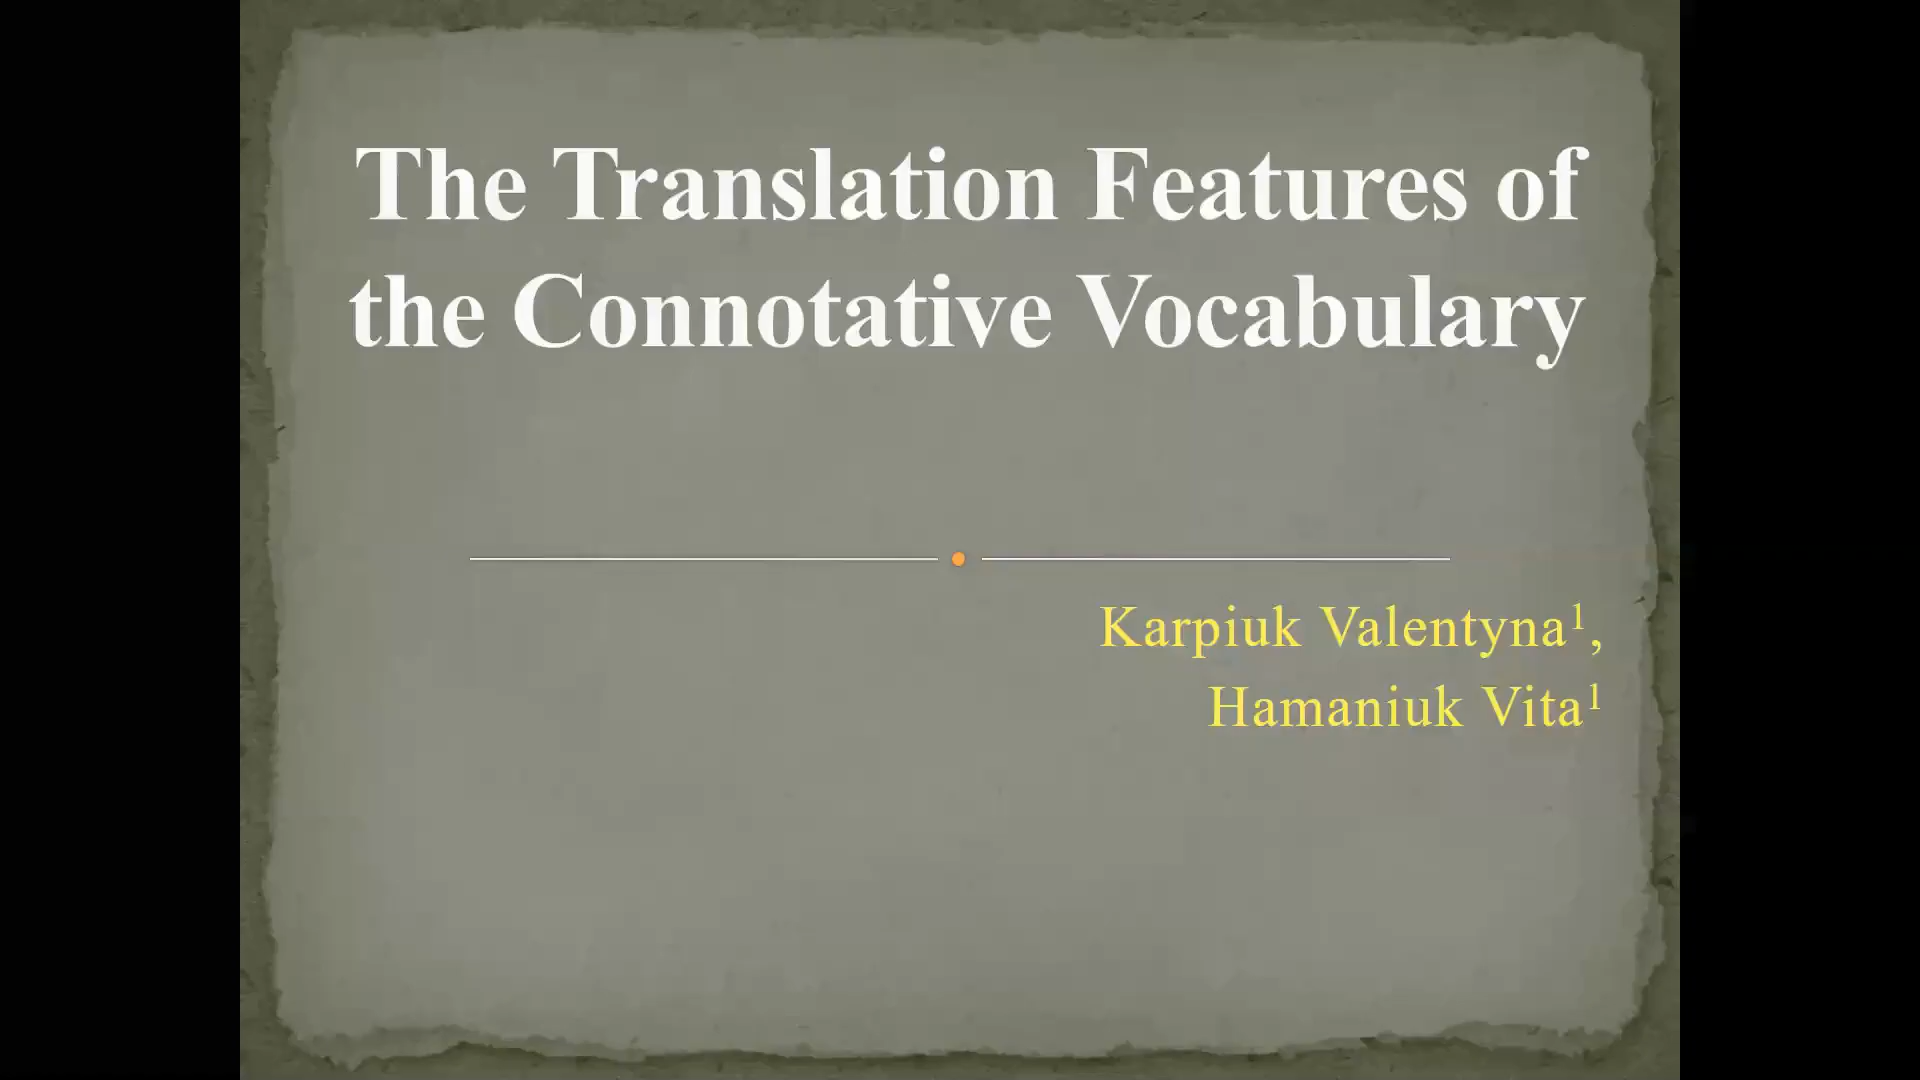 The Translation Features of
the Connotative Vocabulary
Karpiuk Valentyna¹,
Hamaniuk Vita¹